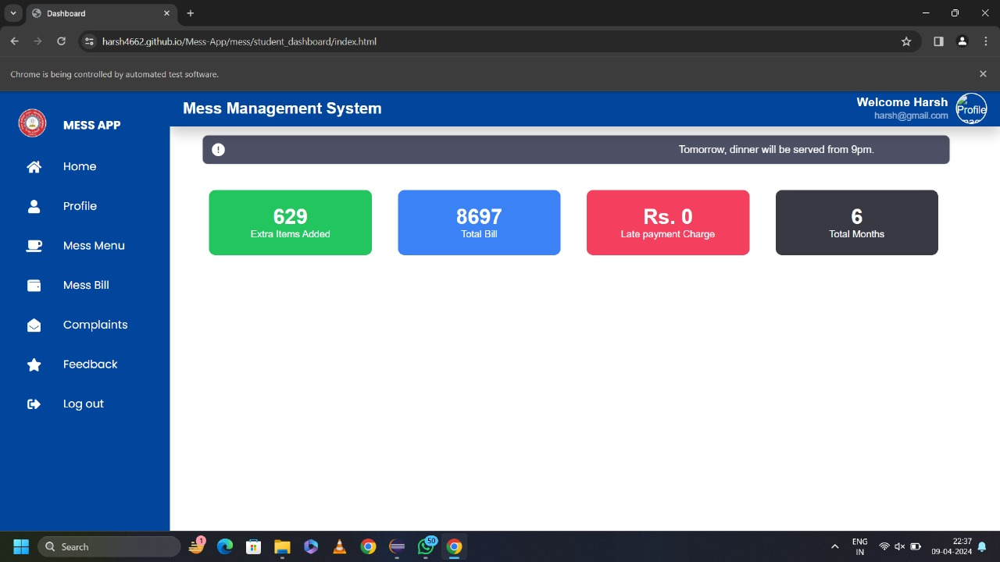 Dashboard
harsh4662.github.io/Mess-App/mess/student_dashboard/index.html
Chrome is being controlled by automated test software.
MESS APP
Mess Management System
Welcome Harsh
harsh@gmail.com
Profile
Tomorrow, dinner will be served from 9pm.
Home
Profile
Mess Menu
Mess Bill
Complaints
Feedback
Log out
629
Extra Items Added
8697
Total Bill
Rs. 0
Late payment Charge
6
Total Months
Search
1
50
ENG
IN
22:37
09-04-2024